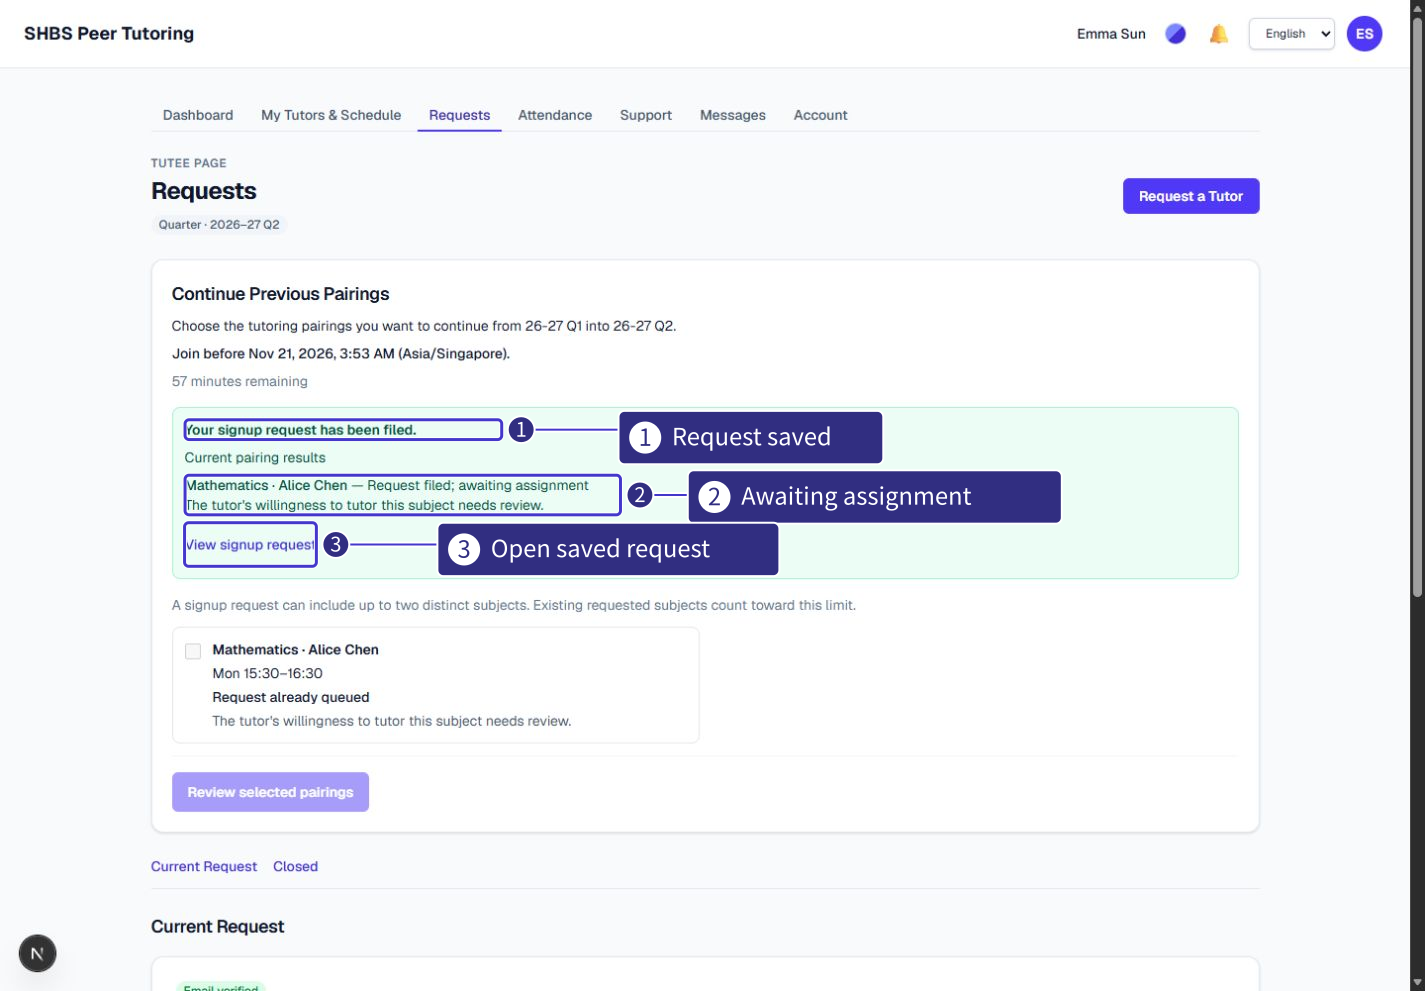 SHBS Peer Tutoring
Emma Sun
English
ES
Dashboard
My Tutors & Schedule
Requests
Attendance
Support
Messages
Account
TUTEE PAGE
Requests
Request a Tutor
Quarter · 2026–27 Q2
Continue Previous Pairings
Choose the tutoring pairings you want to continue from 26-27 Q1 into 26-27 Q2.
Join before Nov 21, 2026, 3:53 AM (Asia/Singapore).
57 minutes remaining
Your signup request has been filed.
1
1 Request saved
Current pairing results
Mathematics · Alice Chen — Request filed; awaiting assignment
The tutor's willingness to tutor this subject needs review.
2
2 Awaiting assignment
View signup request
3
3 Open saved request
A signup request can include up to two distinct subjects. Existing requested subjects count toward this limit.
Mathematics · Alice Chen
Mon 15:30–16:30
Request already queued
The tutor's willingness to tutor this subject needs review.
Review selected pairings
Current Request
Closed
Current Request
N
Email verified